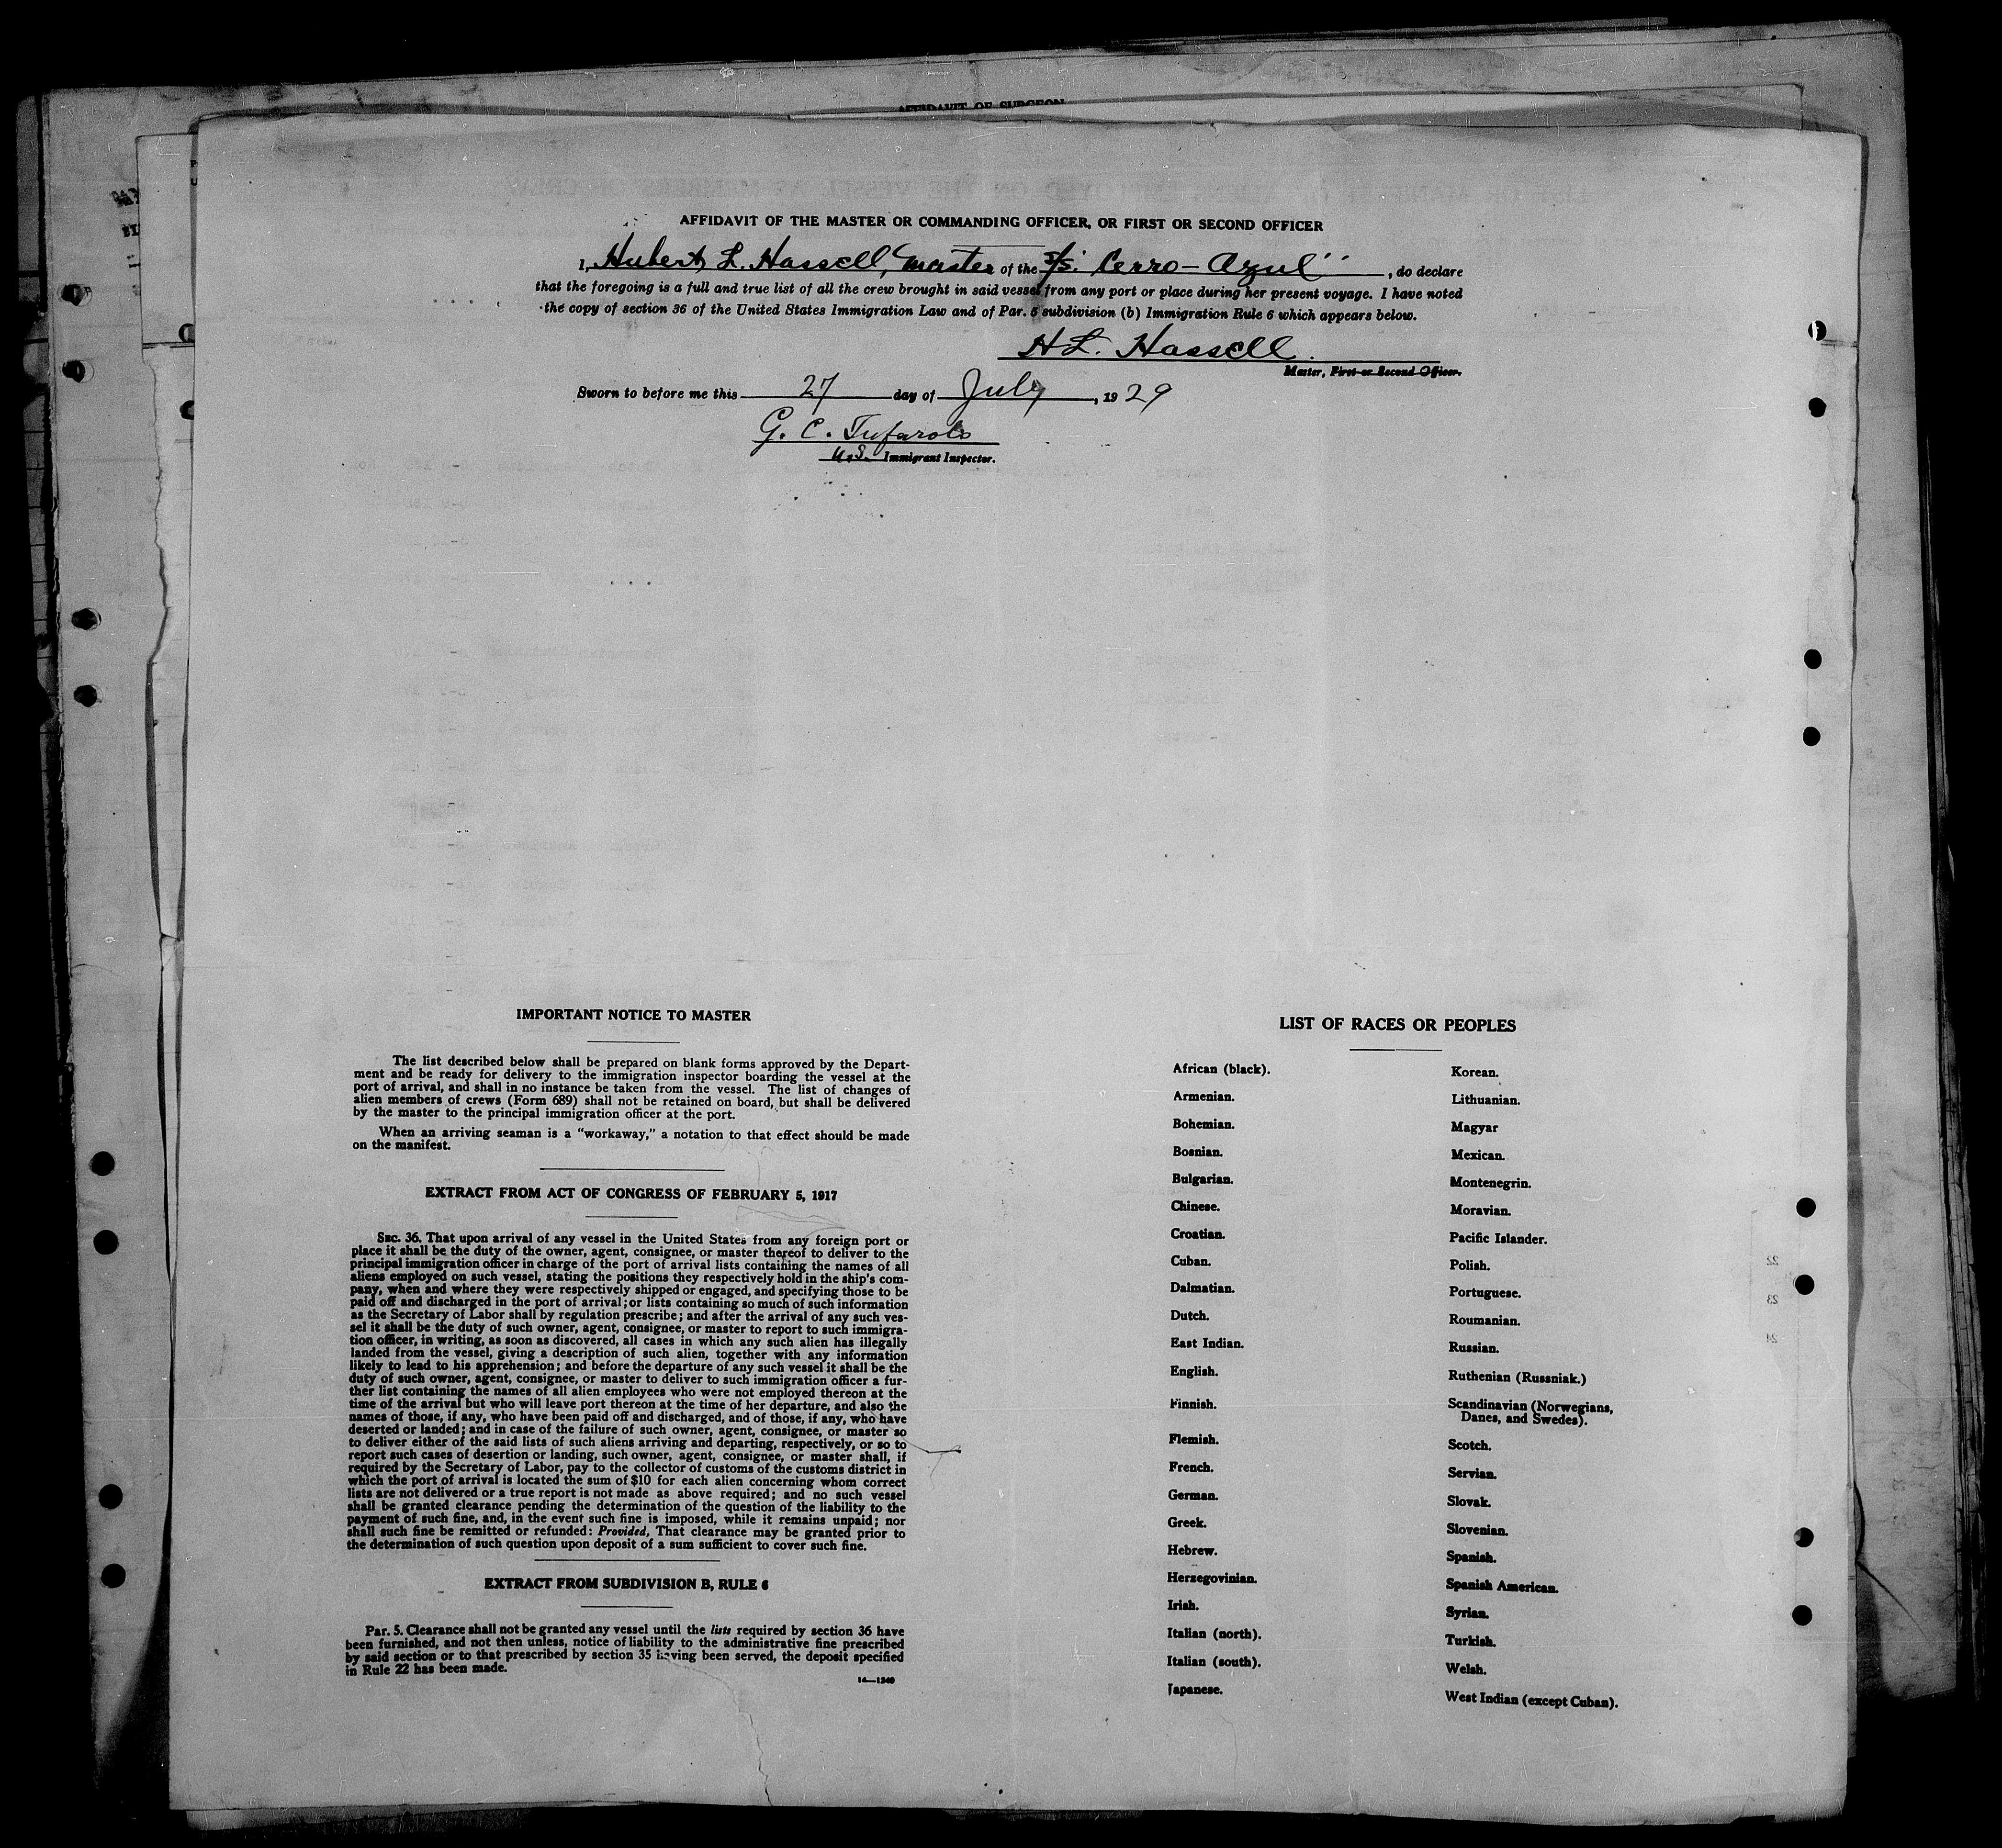 AFFIDAVIT OF SURGEON
AFFIDAVIT OF THE MASTER OR COMMANDING OFFICER, OR FIRST OR SECOND OFFICER
I, Hubert L. Hassell, Master of the S/S. Cerro-Azul", do declare
that the foregoing is a full and true list of all the crew brought in said vessel from any port or place during her present voyage. I have noted
the copy of section 36 of the United States Immigration Law and of Par. 5 subdivision (b) Immigration Rule 6 which appears below.
H L. Hassell.
Master, First or Second Officer.
Sworn to before me this 27 day of July, 1929
G. C. Tufarolo
U.S. Immigrant Inspector.
IMPORTANT NOTICE TO MASTER
The list described below shall be prepared on blank forms approved by the Depart-
ment and be ready for delivery to the immigration inspector boarding the vessel at the
port of arrival, and shall in no instance be taken from the vessel. The list of changes of
alien members of crews (Form 689) shall not be retained on board, but shall be delivered
by the master to the principal immigration officer at the port.
When an arriving seaman is a "workaway," a notation to that effect should be made
on the manifest.
EXTRACT FROM ACT OF CONGRESS OF FEBRUARY 5, 1917
SEC. 36. That upon arrival of any vessel in the United States from any foreign port or
place it shall be the duty of the owner, agent, consignee, or master thereof to deliver to the
principal immigration officer in charge of the port of arrival lists containing the names of all
aliens employed on such vessel, stating the positions they respectively hold in the ship's com-
pany, when and where they were respectively shipped or engaged, and specifying those to be
paid off and discharged in the port of arrival; or lists containing so much of such information
as the Secretary of Labor shall by regulation prescribe; and after the arrival of any such ves-
sel it shall be the duty of such owner, agent, consignee, or master to report to such immigra-
tion officer, in writing, as soon as discovered, all cases in which any such alien has illegally
landed from the vessel, giving a description of such alien, together with any information
likely to lead to his apprehension; and before the departure of any such vessel it shall be the
duty of such owner, agent, consignee, or master to deliver to such immigration officer a fur-
ther list containing the names of all alien employees who were not employed thereon at the
time of the arrival but who will leave port thereon at the time of her departure, and also the
names of those, if any, who have been paid off and discharged, and of those, if any, who have
deserted or landed; and in case of the failure of such owner, agent, consignee, or master so
to deliver either of the said lists of such aliens arriving and departing, respectively, or so to
report such cases of desertion or landing, such owner, agent, consignee, or master shall, if
required by the Secretary of Labor, pay to the collector of customs of the customs district in
which the port of arrival is located the sum of $10 for each alien concerning whom correct
lists are not delivered or a true report is not made as above required; and no such vessel
shall be granted clearance pending the determination of the question of the liability to the
payment of such fine, and, in the event such fine is imposed, while it remains unpaid; nor
shall such fine be remitted or refunded: Provided, That clearance may be granted prior to
the determination of such question upon deposit of a sum sufficient to cover such fine.
EXTRACT FROM SUBDIVISION B, RULE 6
Par. 5. Clearance shall not be granted any vessel until the lists required by section 36 have
been furnished, and not then unless, notice of liability to the administrative fine prescribed
by said section or to that prescribed by section 35 having been served, the deposit specified
in Rule 22 has been made.
14—1240
LIST OF RACES OR PEOPLES
African (black).
Armenian.
Bohemian.
Bosnian.
Bulgarian.
Chinese.
Croatian.
Cuban.
Dalmatian.
Dutch.
East Indian.
English.
Finnish.
Flemish.
French.
German.
Greek.
Hebrew.
Herzegovinian.
Irish.
Italian (north).
Italian (south).
Japanese.
Korean.
Lithuanian.
Magyar
Mexican.
Montenegrin.
Moravian.
Pacific Islander.
Polish.
Portuguese.
Roumanian.
Russian.
Ruthenian (Russniak.)
Scandinavian (Norwegians,
Danes, and Swedes).
Scotch.
Servian.
Slovak.
Slovenian.
Spanish.
Spanish American.
Syrian.
Turkish.
Welsh.
West Indian (except Cuban).